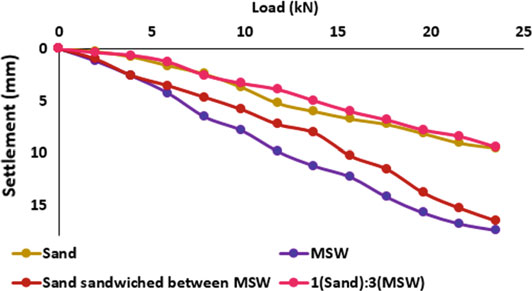 Load (kN)
0 5 10 15 20 25
0
5
10
15
Settlement (mm)
Sand MSW
Sand sandwiched between MSW 1(Sand):3(MSW)